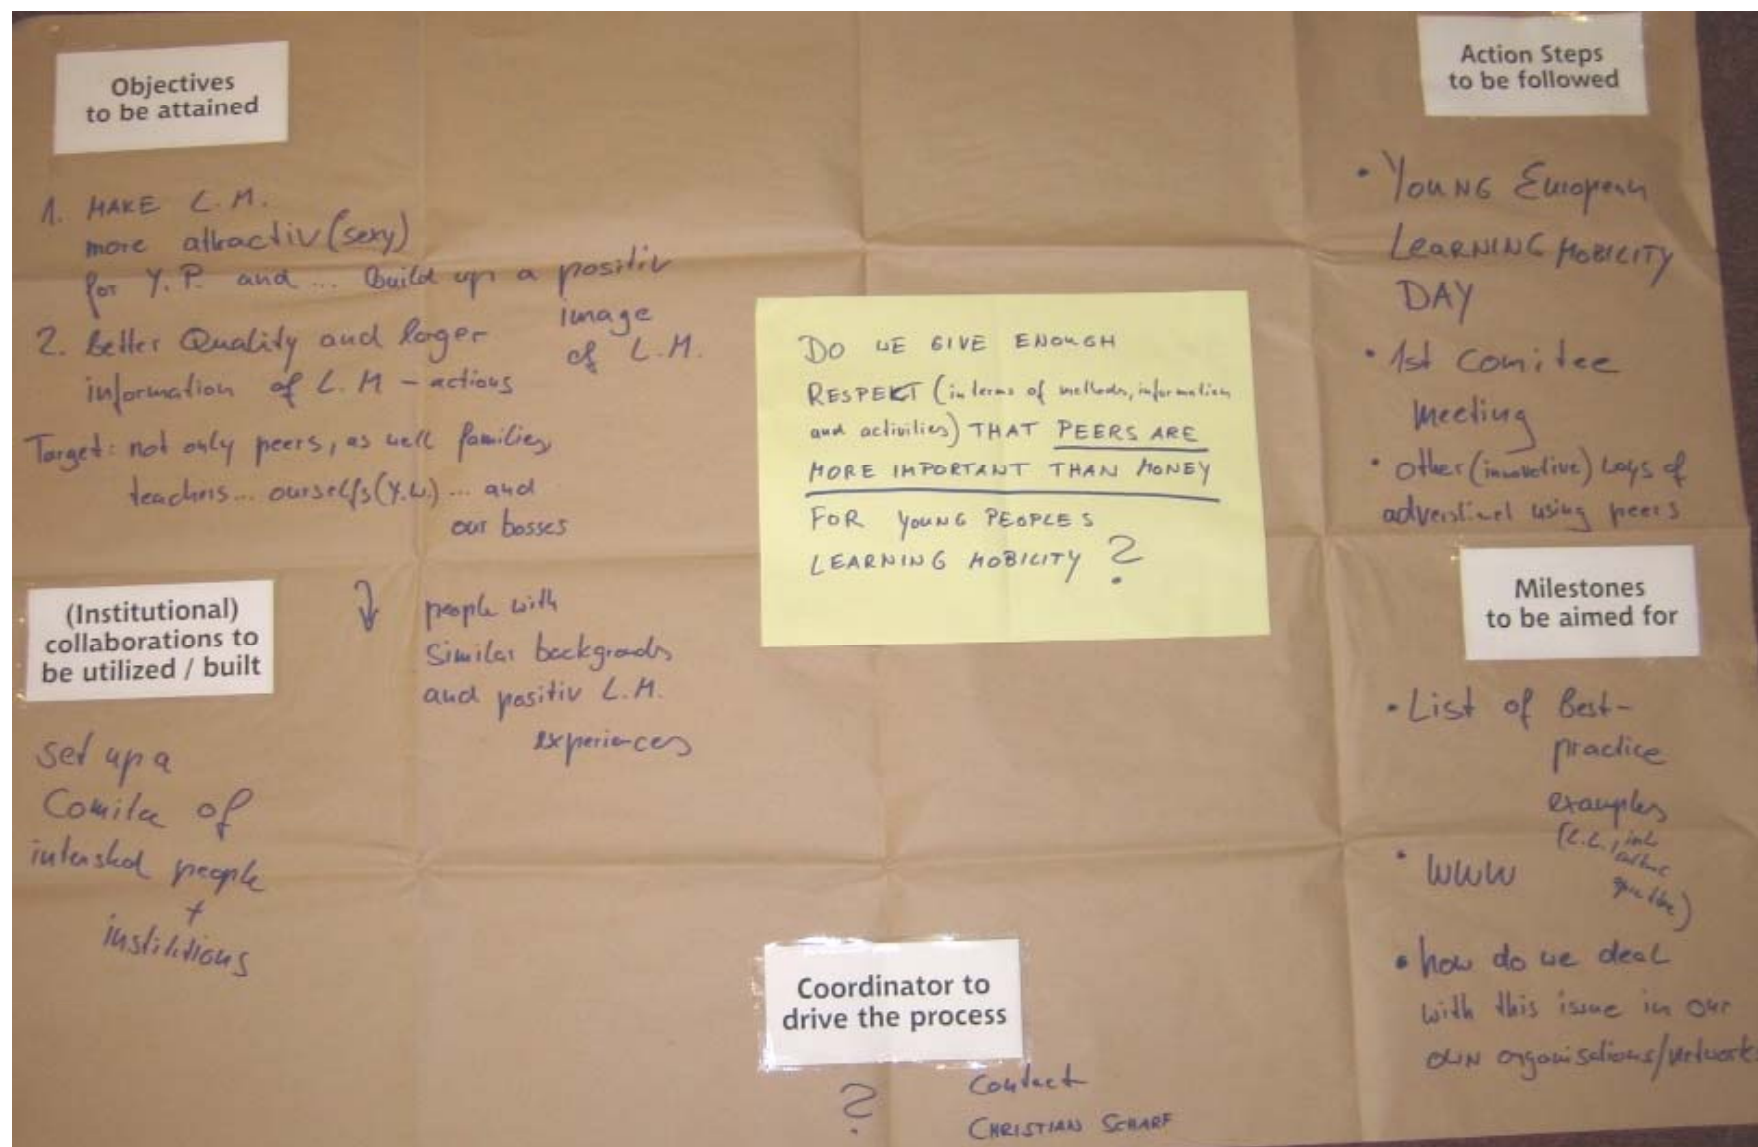 Objectives
to be attained
1. MAKE L.M.
more attractiv (sexy)
for Y.P. and ... Build up a positiv
image
of L.M.
2. Better Quality and larger
information of L.M - actions
Target: not only peers, as well families,
teachers... ourselfs (Y.W.) ... and
our bosses
people with
similar backgrounds
and positiv L.M.
experiences
(Institutional)
collaborations to
be utilized / built
set up a
Comitee of
intersted people
+
institutions
DO WE GIVE ENOUGH
RESPEKT (in terms of methods, information
and activities) THAT PEERS ARE
MORE IMPORTANT THAN MONEY
FOR YOUNG PEOPLES
LEARNING MOBILITY ?
Coordinator to
drive the process
?
Contact
CHRISTIAN SCHARF
Action Steps
to be followed
• YOUNG European
LEARNING MOBILITY
DAY
• 1st Comitee
meeting
• other (innovative) ways of
using peers
Milestones
to be aimed for
• List of Best-
practice
examples
• WWW
• how do we deal
with this issue in our
OWN organisations/networks